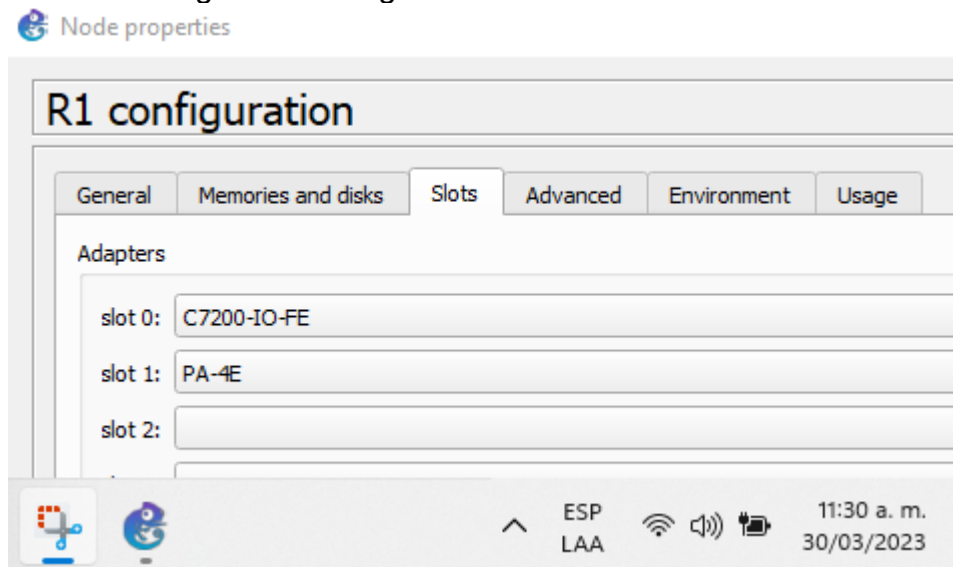 Node properties
R1 configuration
General Memories and disks Slots Advanced Environment Usage
Adapters
slot 0: C7200-IO-FE
slot 1: PA-4E
slot 2:
ESP
LAA
11:30 a. m.
30/03/2023